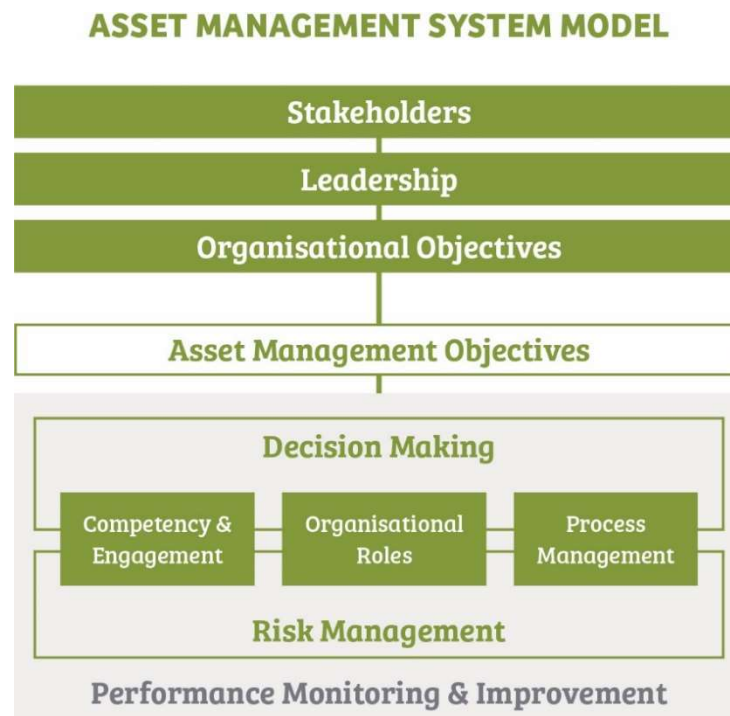 ASSET MANAGEMENT SYSTEM MODEL
Stakeholders
Leadership
Organisational Objectives
Asset Management Objectives
Decision Making
Competency &
Engagement
Organisational
Roles
Process
Management
Risk Management
Performance Monitoring & Improvement